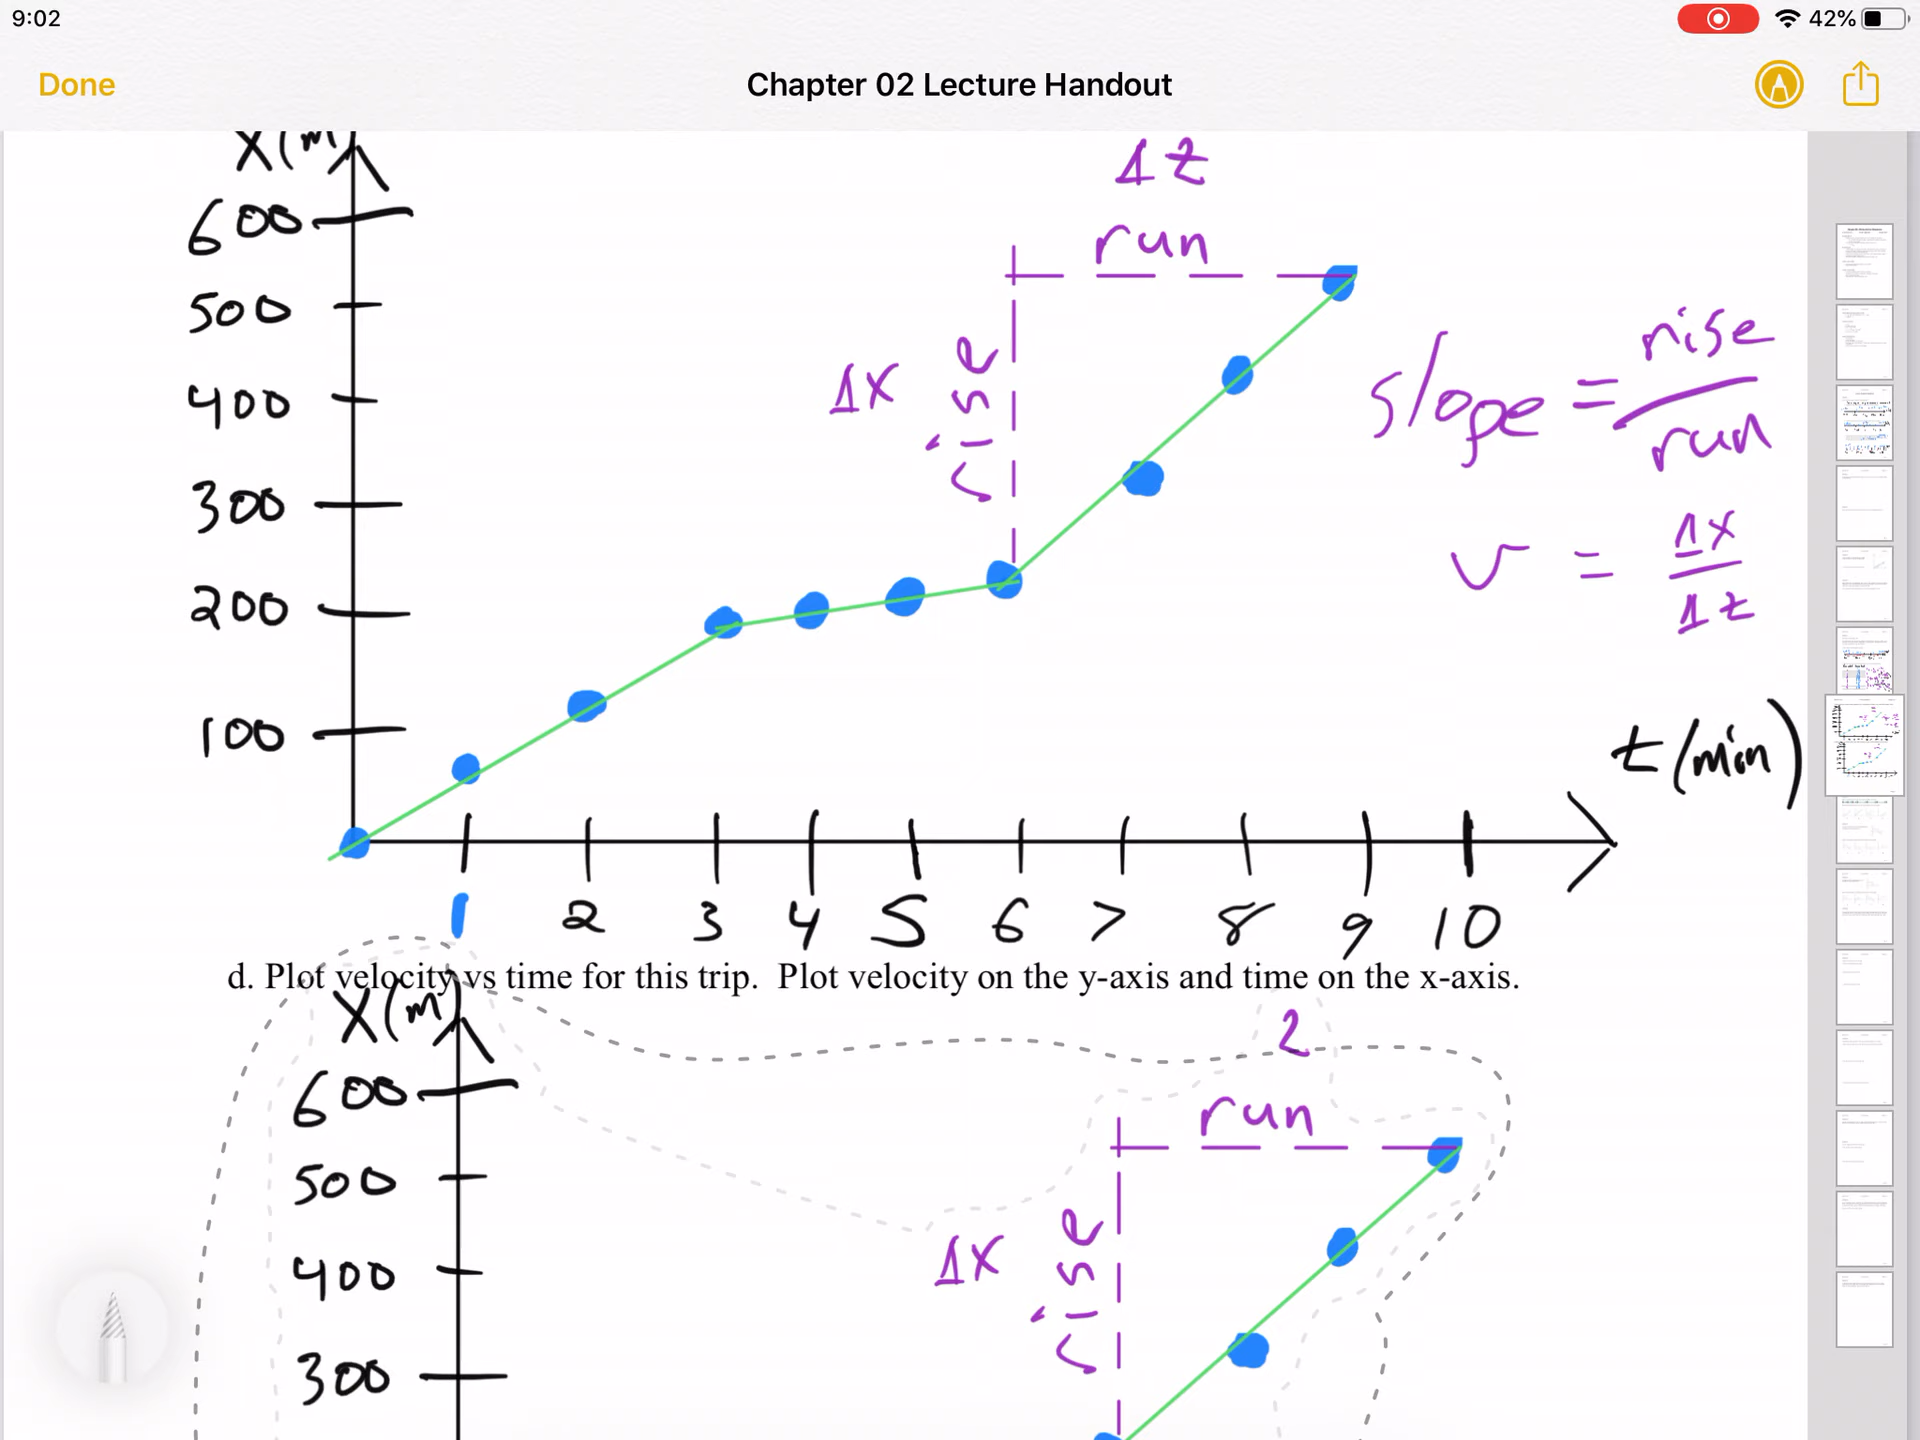 9:02 42%
Done Chapter 02 Lecture Handout
X(m)
Δt
600
run
500
rise
400
Δx rise
slope =
run
300
v = Δx
Δt
200
100
t(min)
1 2 3 4 5 6 7 8 9 10
d. Plot velocity vs time for this trip. Plot velocity on the y-axis and time on the x-axis.
X(m)
2
600
run
500
Δx rise
400
300